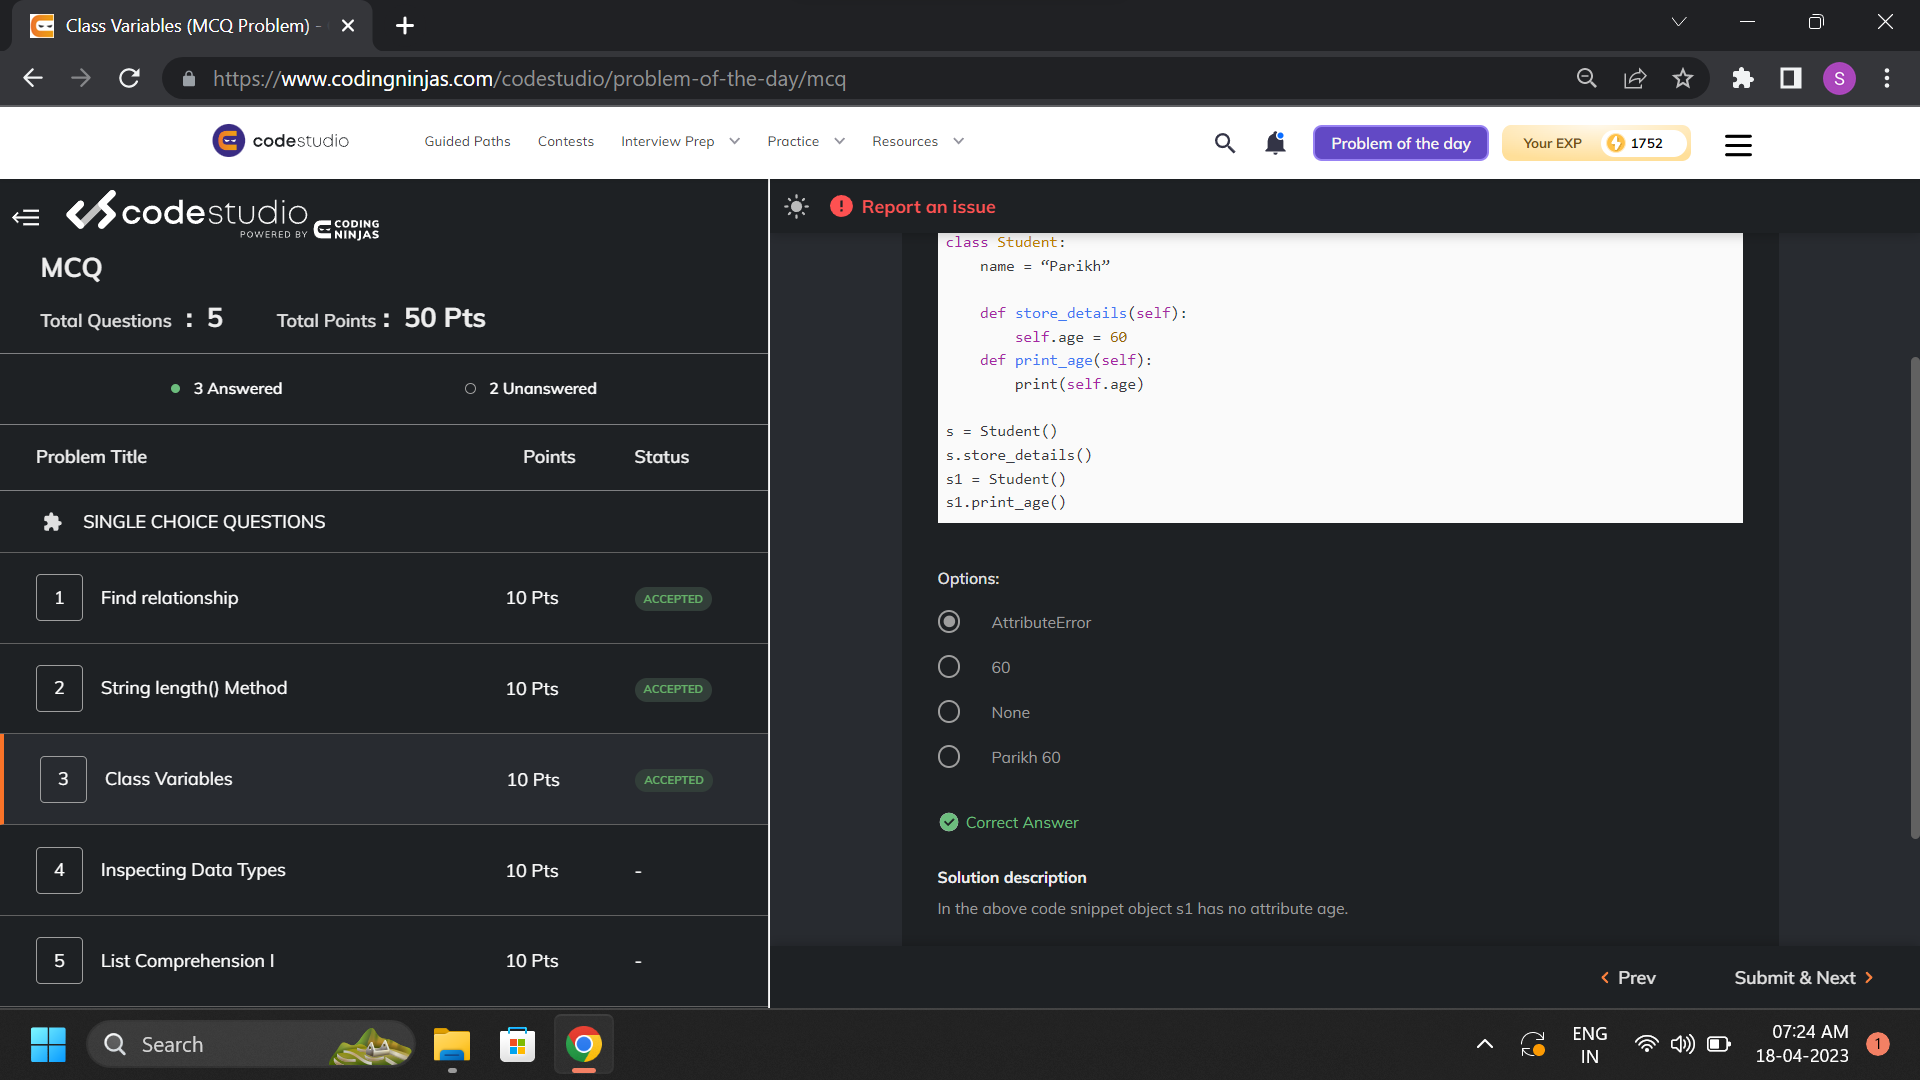 Class Variables (MCQ Problem) -
https://www.codingninjas.com/codestudio/problem-of-the-day/mcq
S
codestudio
Guided Paths
Contests
Interview Prep
Practice
Resources
Problem of the day
Your EXP
1752
codestudio
POWERED BY CODING NINJAS
MCQ
Total Questions : 5
Total Points : 50 Pts
3 Answered
2 Unanswered
Problem Title
Points
Status
SINGLE CHOICE QUESTIONS
1 Find relationship 10 Pts ACCEPTED
2 String length() Method 10 Pts ACCEPTED
3 Class Variables 10 Pts ACCEPTED
4 Inspecting Data Types 10 Pts -
5 List Comprehension I 10 Pts -
Report an issue
class Student:
    name = “Parikh”
    def store_details(self):
        self.age = 60
    def print_age(self):
        print(self.age)
s = Student()
s.store_details()
s1 = Student()
s1.print_age()
Options:
AttributeError
60
None
Parikh 60
Correct Answer
Solution description
In the above code snippet object s1 has no attribute age.
Prev
Submit & Next
Search
ENG
IN
07:24 AM
18-04-2023
1